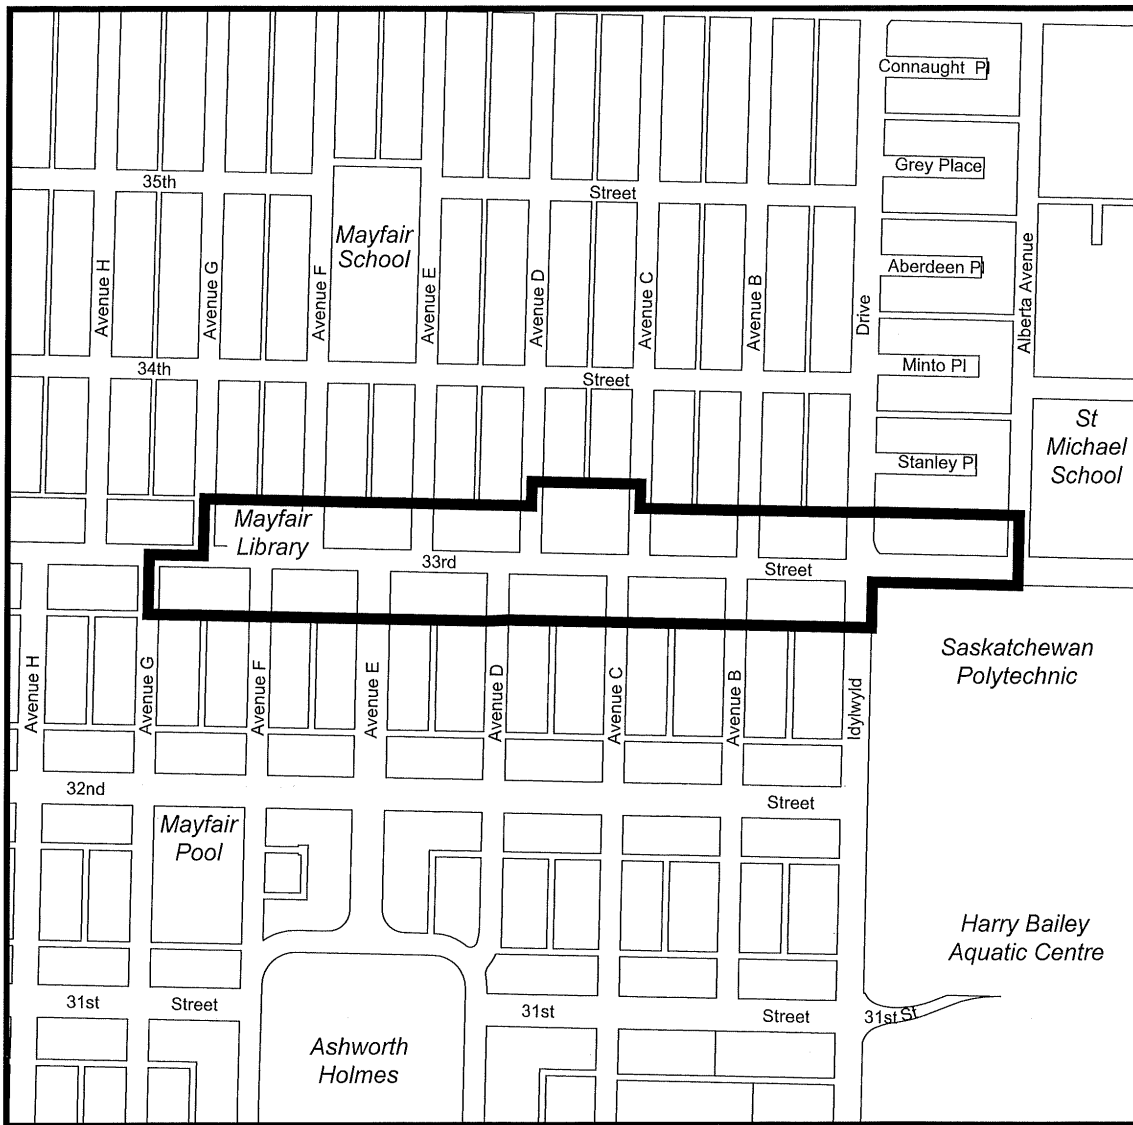 Connaught Pl
Grey Place
35th
Street
Mayfair
School
Avenue H
Avenue G
Avenue F
Avenue E
Avenue D
Avenue C
Avenue B
Drive
Alberta Avenue
Aberdeen Pl
Minto Pl
34th
Street
St
Michael
School
Stanley Pl
Mayfair
Library
33rd
Street
Saskatchewan
Polytechnic
Avenue H
Avenue G
Avenue F
Avenue E
Avenue D
Avenue C
Avenue B
Idylwyld
32nd
Street
Mayfair
Pool
Harry Bailey
Aquatic Centre
31st
Street
31st
Street
31st St
Ashworth
Holmes